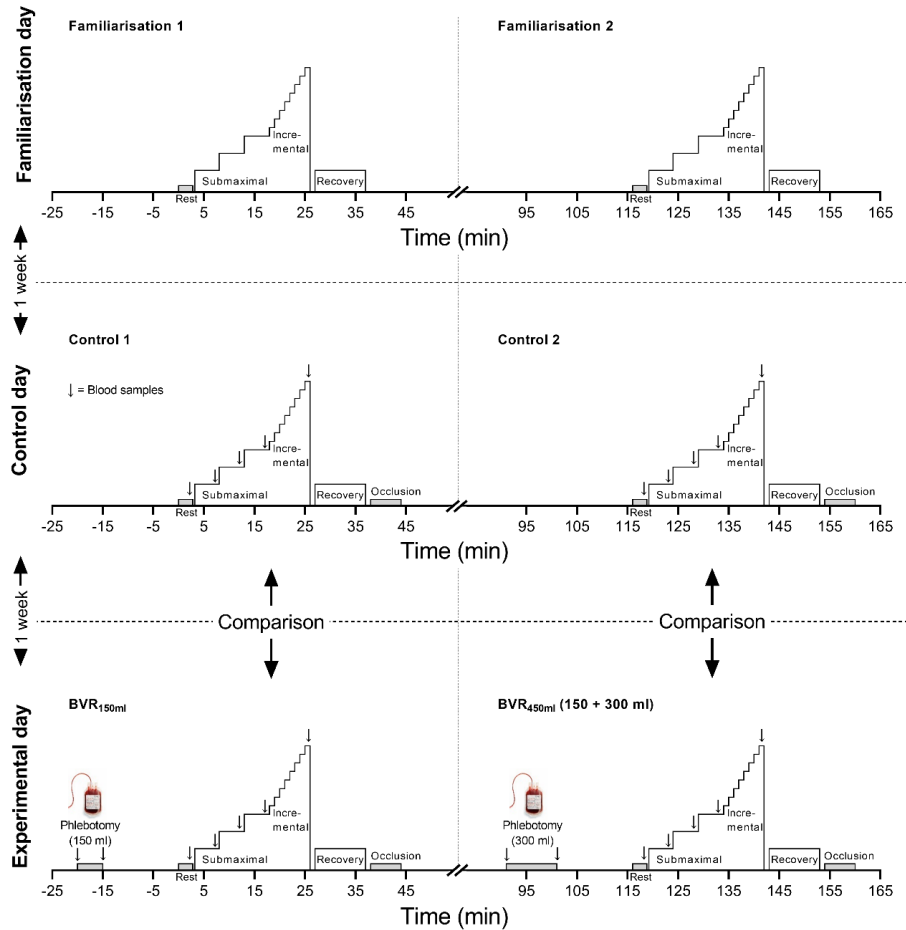 Familiarisation day
Familiarisation 1
Familiarisation 2
Incre-
mental
Submaximal
Recovery
Rest
Incre-
mental
Submaximal
Recovery
Rest
-25 -15 -5 5 15 25 35 45 95 105 115 125 135 145 155 165
Time (min)
Time (min)
1 week
Control day
Control 1
Control 2
↓ = Blood samples
Incre-
mental
Submaximal
Recovery
Occlusion
Rest
Incre-
mental
Submaximal
Recovery
Occlusion
Rest
-25 -15 -5 5 15 25 35 45 95 105 115 125 135 145 155 165
Time (min)
Time (min)
1 week
Comparison
Comparison
Experimental day
BVR150ml
BVR450ml (150 + 300 ml)
Phlebotomy
(150 ml)
Incre-
mental
Submaximal
Recovery
Occlusion
Rest
Phlebotomy
(300 ml)
Incre-
mental
Submaximal
Recovery
Occlusion
Rest
-25 -15 -5 5 15 25 35 45 95 105 115 125 135 145 155 165
Time (min)
Time (min)